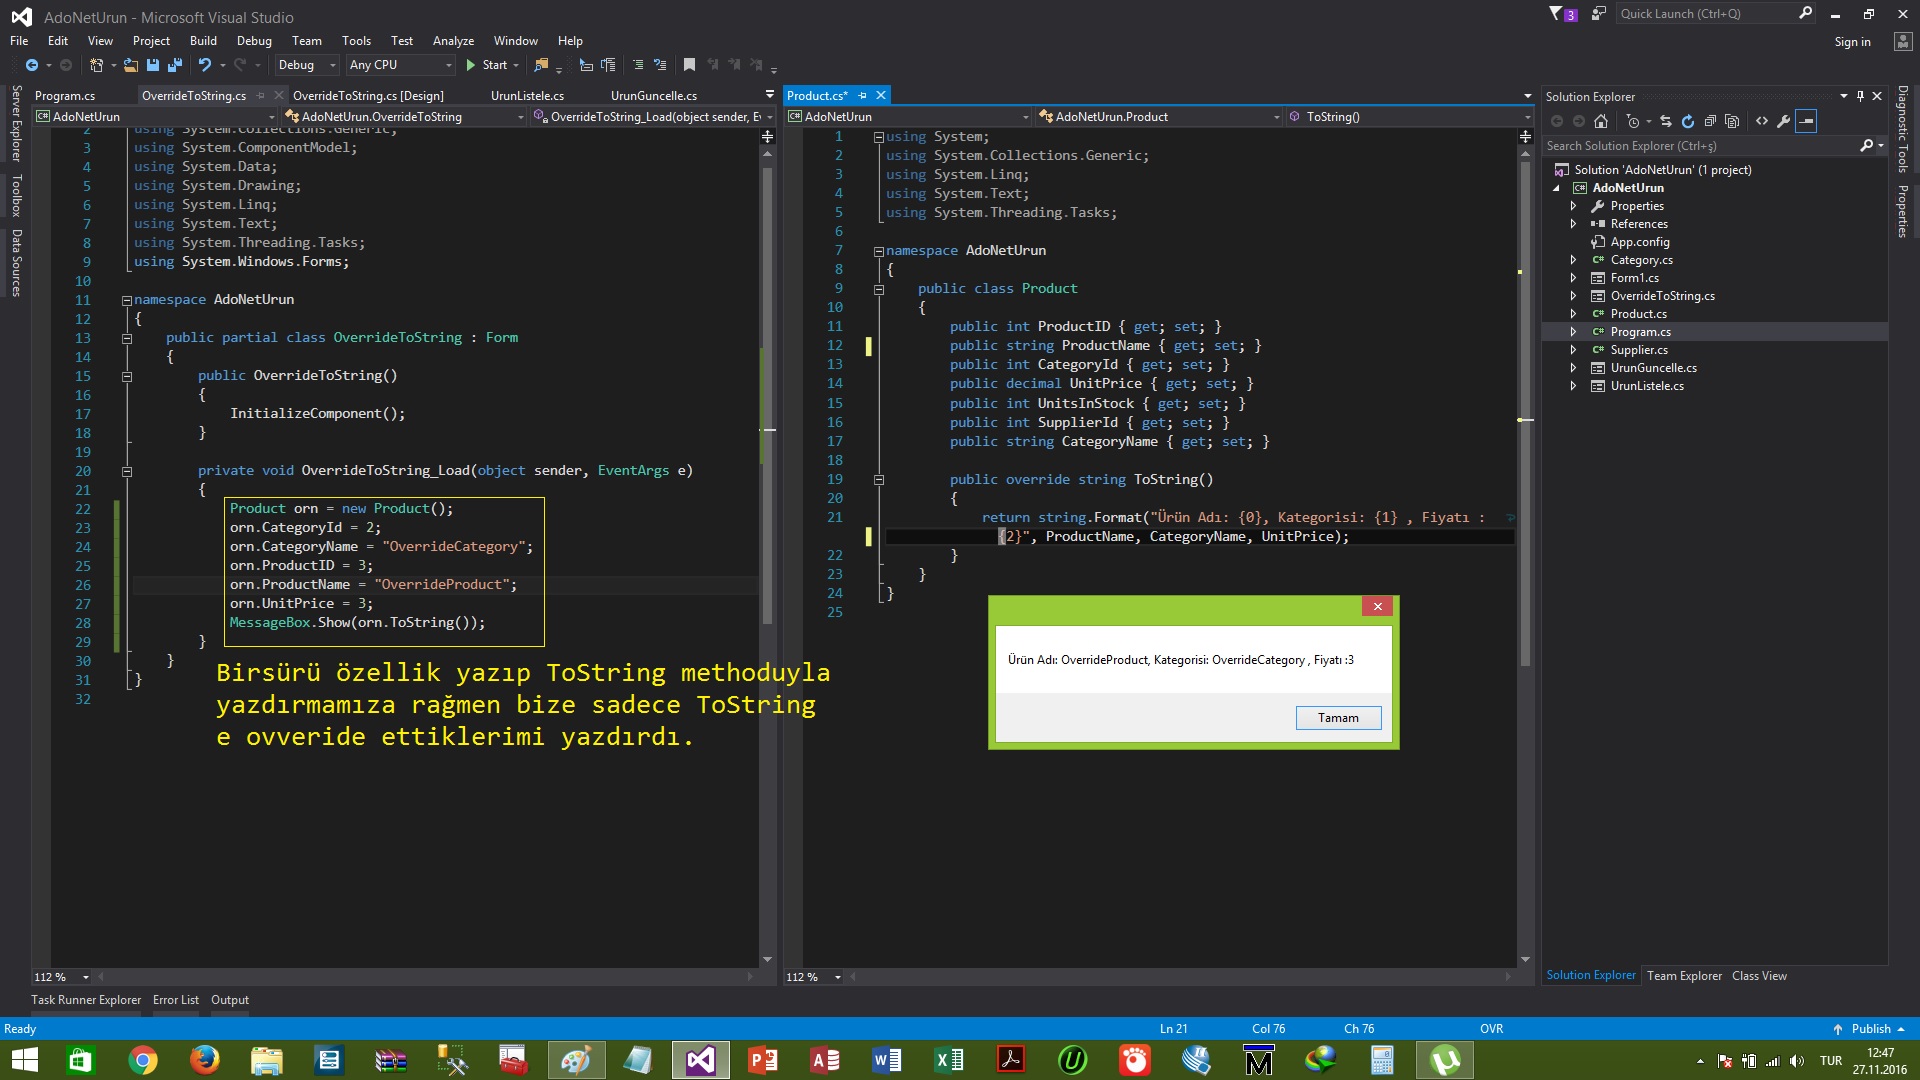 AdoNetUrun - Microsoft Visual Studio
3
Quick Launch (Ctrl+Q)
File Edit View Project Build Debug Team Tools Test Analyze Window Help
Sign in
Debug Any CPU Start
Program.cs OverrideToString.cs OverrideToString.cs [Design] UrunListele.cs UrunGuncelle.cs
AdoNetUrun AdoNetUrun.OverrideToString OverrideToString_Load(object sender, Ev
Server Explorer
Toolbox
Data Sources
2 using System.Collections.Generic;
3 using System.ComponentModel;
4 using System.Data;
5 using System.Drawing;
6 using System.Linq;
7 using System.Text;
8 using System.Threading.Tasks;
9 using System.Windows.Forms;
10
11 namespace AdoNetUrun
12 {
13 public partial class OverrideToString : Form
14 {
15 public OverrideToString()
16 {
17 InitializeComponent();
18 }
19
20 private void OverrideToString_Load(object sender, EventArgs e)
21 {
22 Product orn = new Product();
23 orn.CategoryId = 2;
24 orn.CategoryName = "OverrideCategory";
25 orn.ProductID = 3;
26 orn.ProductName = "OverrideProduct";
27 orn.UnitPrice = 3;
28 MessageBox.Show(orn.ToString());
29 }
30 }
31 }
32
Birsürü özellik yazıp ToString methoduyla
yazdırmamıza rağmen bize sadece ToString
e ovveride ettiklerimi yazdırdı.
112 %
Product.cs*
AdoNetUrun AdoNetUrun.Product ToString()
1 using System;
2 using System.Collections.Generic;
3 using System.Linq;
4 using System.Text;
5 using System.Threading.Tasks;
6
7 namespace AdoNetUrun
8 {
9 public class Product
10 {
11 public int ProductID { get; set; }
12 public string ProductName { get; set; }
13 public int CategoryId { get; set; }
14 public decimal UnitPrice { get; set; }
15 public int UnitsInStock { get; set; }
16 public int SupplierId { get; set; }
17 public string CategoryName { get; set; }
18
19 public override string ToString()
20 {
21 return string.Format("Ürün Adı: {0}, Kategorisi: {1} , Fiyatı :
{2}", ProductName, CategoryName, UnitPrice);
22 }
23 }
24 }
25
Ürün Adı: OverrideProduct, Kategorisi: OverrideCategory , Fiyatı :3
Tamam
112 %
Solution Explorer
Search Solution Explorer (Ctrl+ş)
Solution 'AdoNetUrun' (1 project)
AdoNetUrun
Properties
References
App.config
Category.cs
Form1.cs
OverrideToString.cs
Product.cs
Program.cs
Supplier.cs
UrunGuncelle.cs
UrunListele.cs
Solution Explorer Team Explorer Class View
Diagnostic Tools
Properties
Task Runner Explorer Error List Output
Ready Ln 21 Col 76 Ch 76 OVR Publish
TUR
12:47
27.11.2016